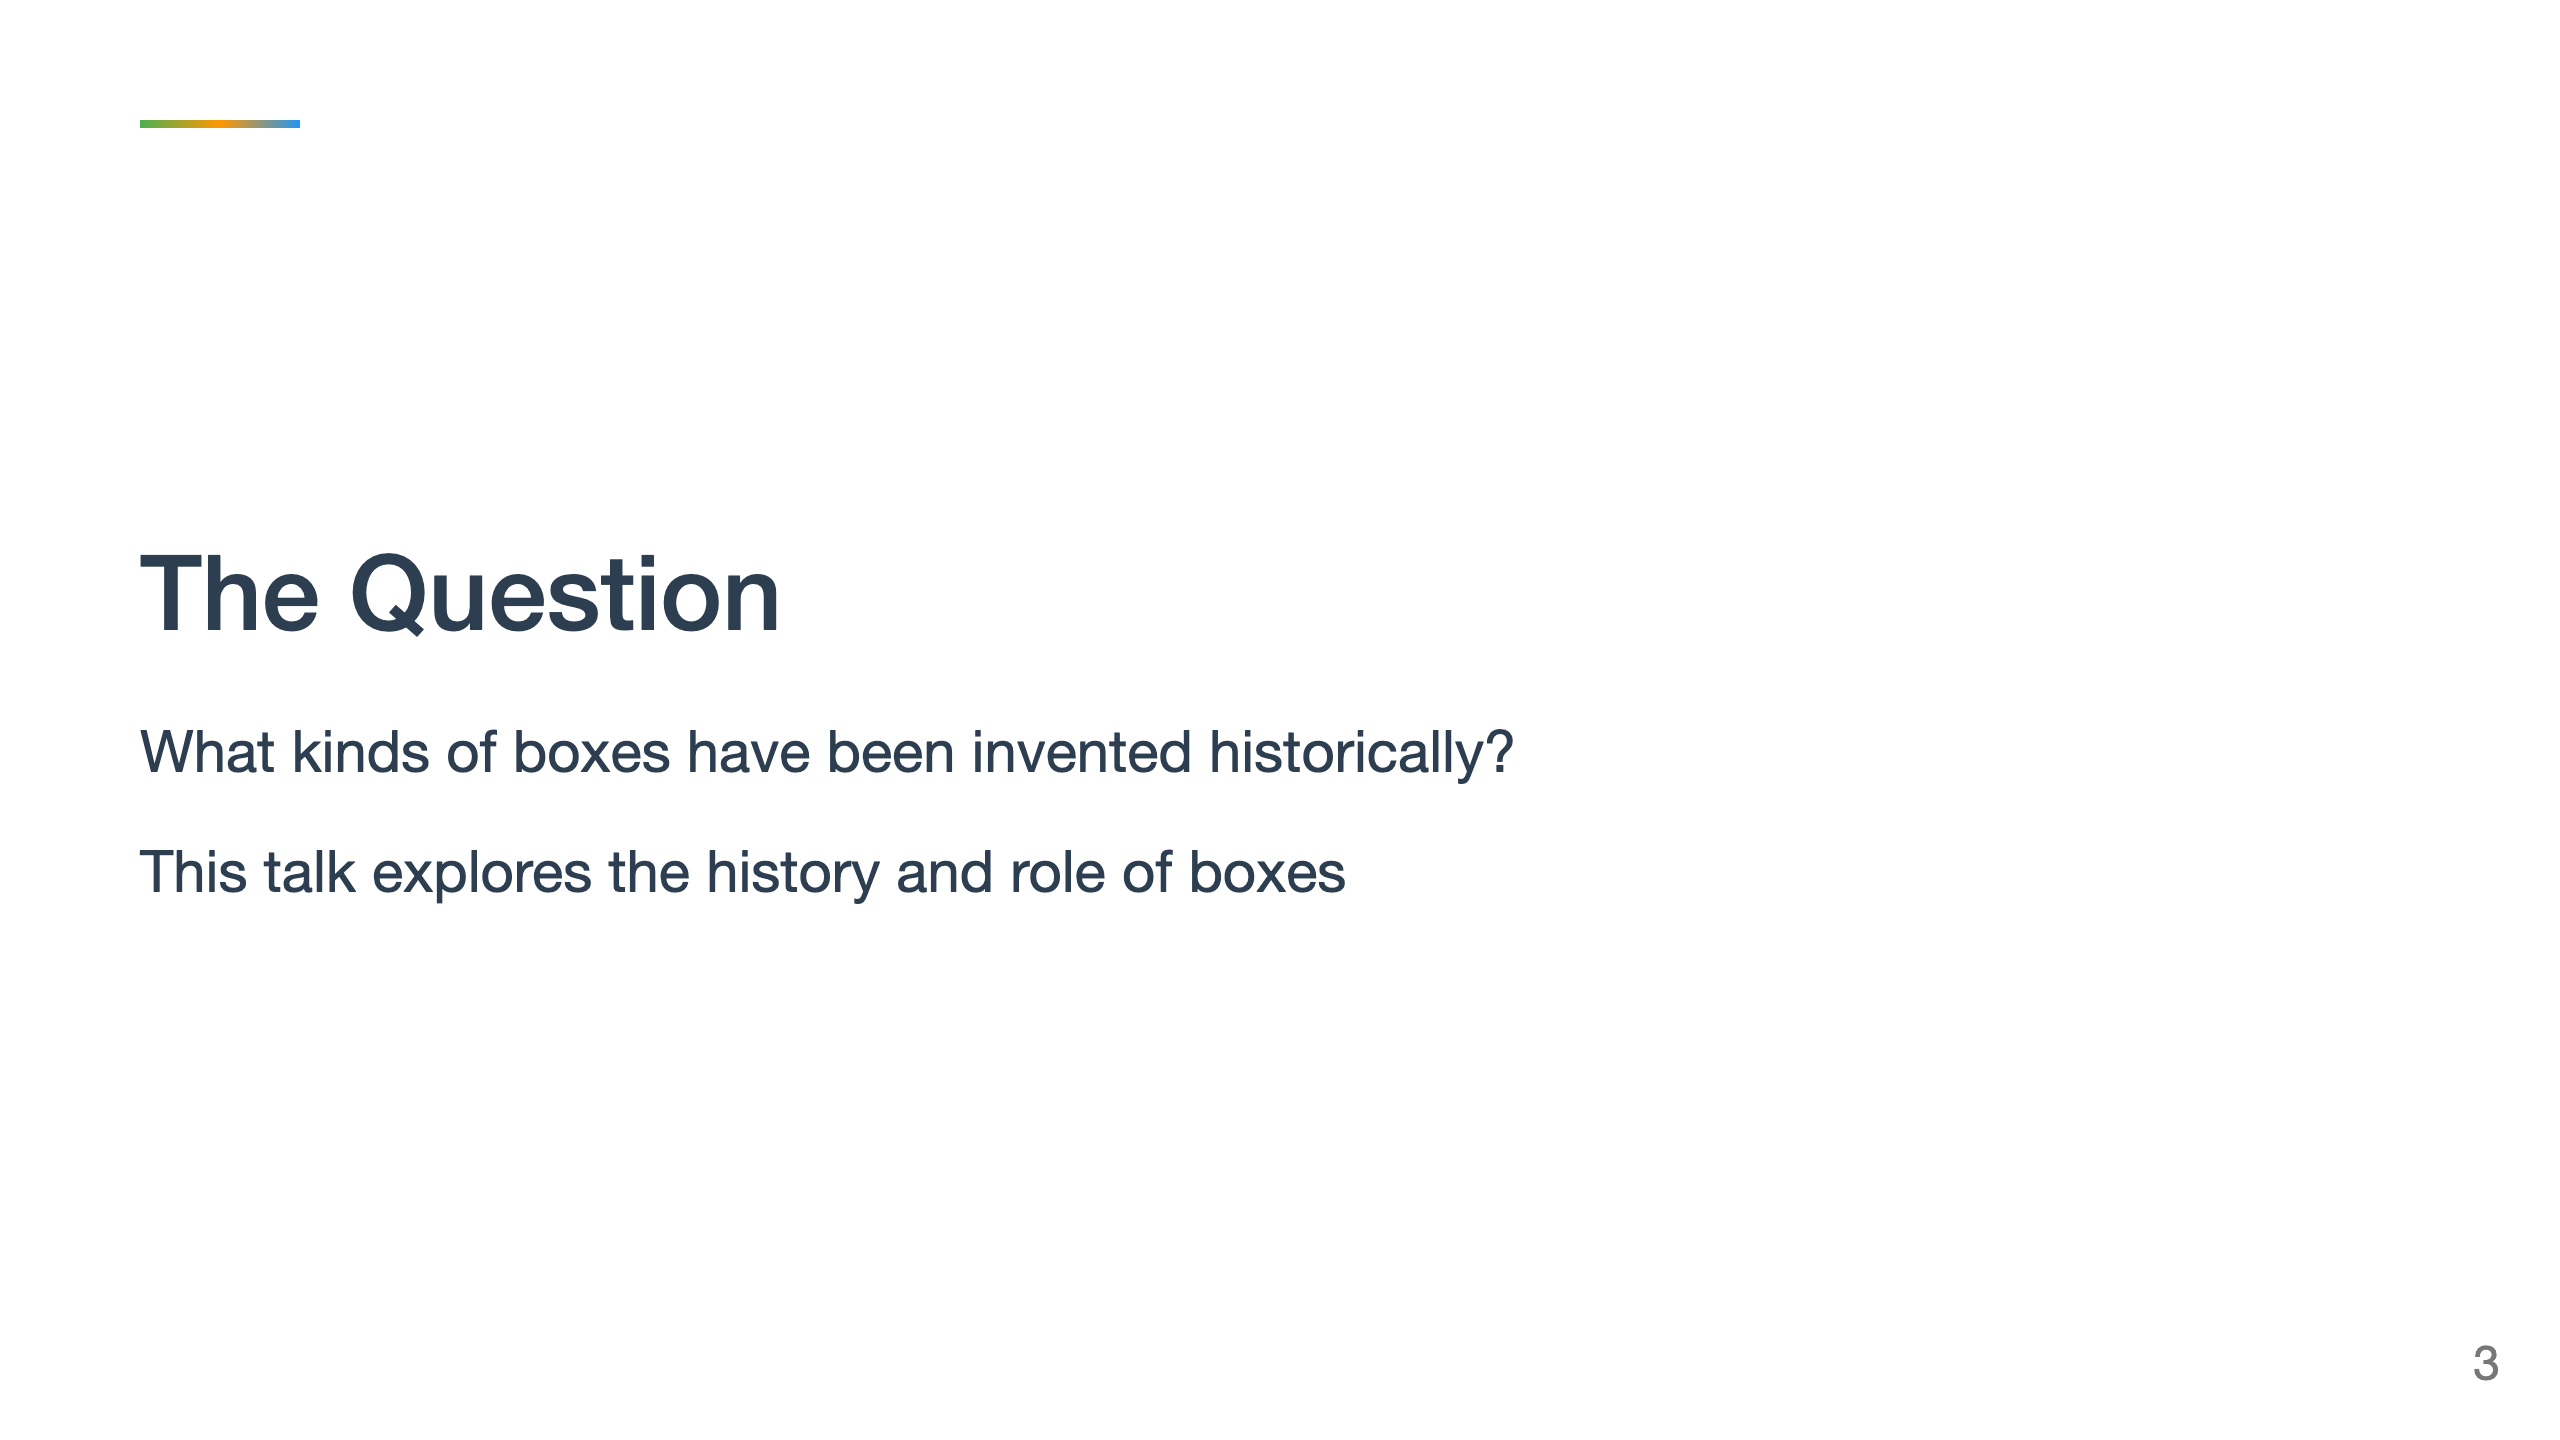 The Question
What kinds of boxes have been invented historically?
This talk explores the history and role of boxes
3